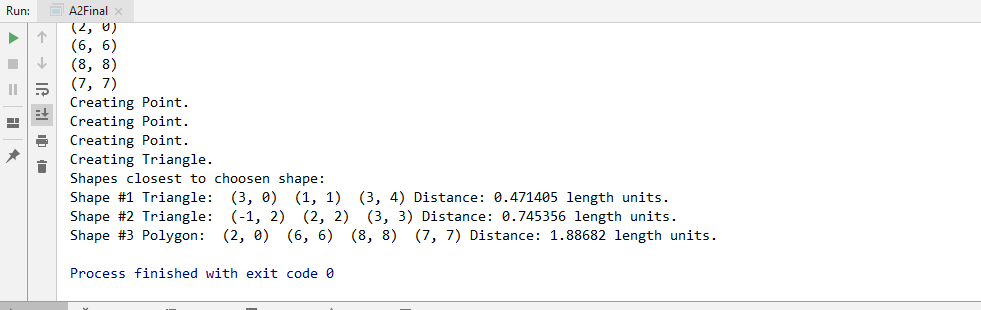 Run: A2Final
(2, 0)
(6, 6)
(8, 8)
(7, 7)
Creating Point.
Creating Point.
Creating Point.
Creating Triangle.
Shapes closest to choosen shape:
Shape #1 Triangle:  (3, 0)  (1, 1)  (3, 4) Distance: 0.471405 length units.
Shape #2 Triangle:  (-1, 2)  (2, 2)  (3, 3) Distance: 0.745356 length units.
Shape #3 Polygon:  (2, 0)  (6, 6)  (8, 8)  (7, 7) Distance: 1.88682 length units.
Process finished with exit code 0